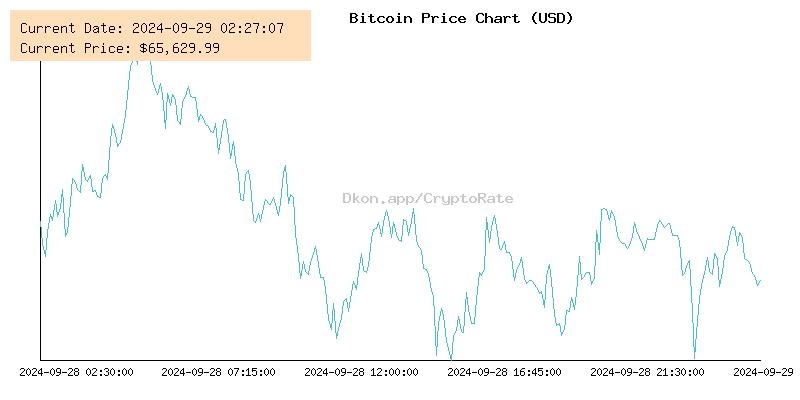 Bitcoin Price Chart (USD)
Current Date: 2024-09-29 02:27:07
Current Price: $65,629.99
Dkon.app/CryptoRate
2024-09-28 02:30:00 2024-09-28 07:15:00 2024-09-28 12:00:00 2024-09-28 16:45:00 2024-09-28 21:30:00 2024-09-29